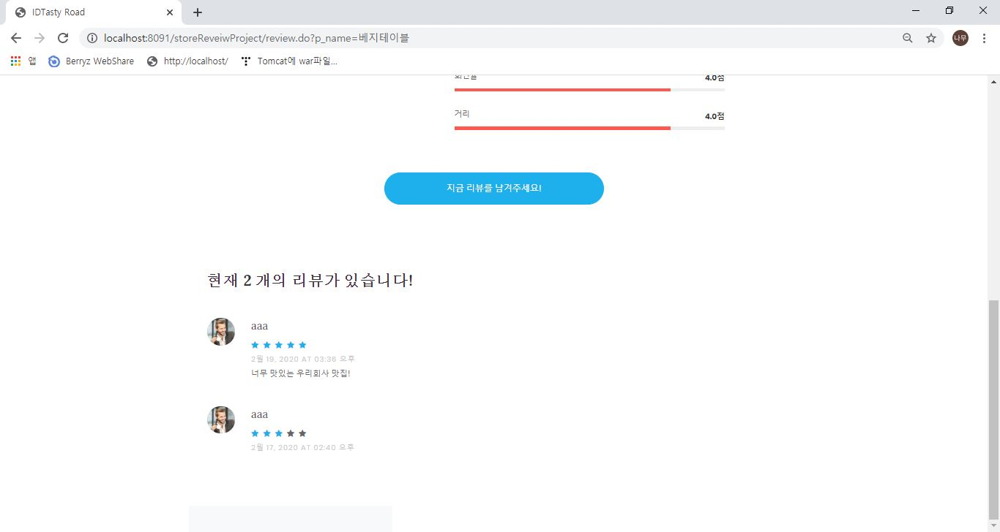 IDTasty Road
localhost:8091/storeReveiwProject/review.do?p_name=베지테이블
나무
앱 Berryz WebShare http://localhost/ Tomcat에 war파일...
4.0점
거리 4.0점
지금 리뷰를 남겨주세요!
현재 2 개의 리뷰가 있습니다!
aaa
2월 19, 2020 AT 03:36 오후
너무 맛있는 우리회사 맛집!
aaa
2월 17, 2020 AT 02:40 오후